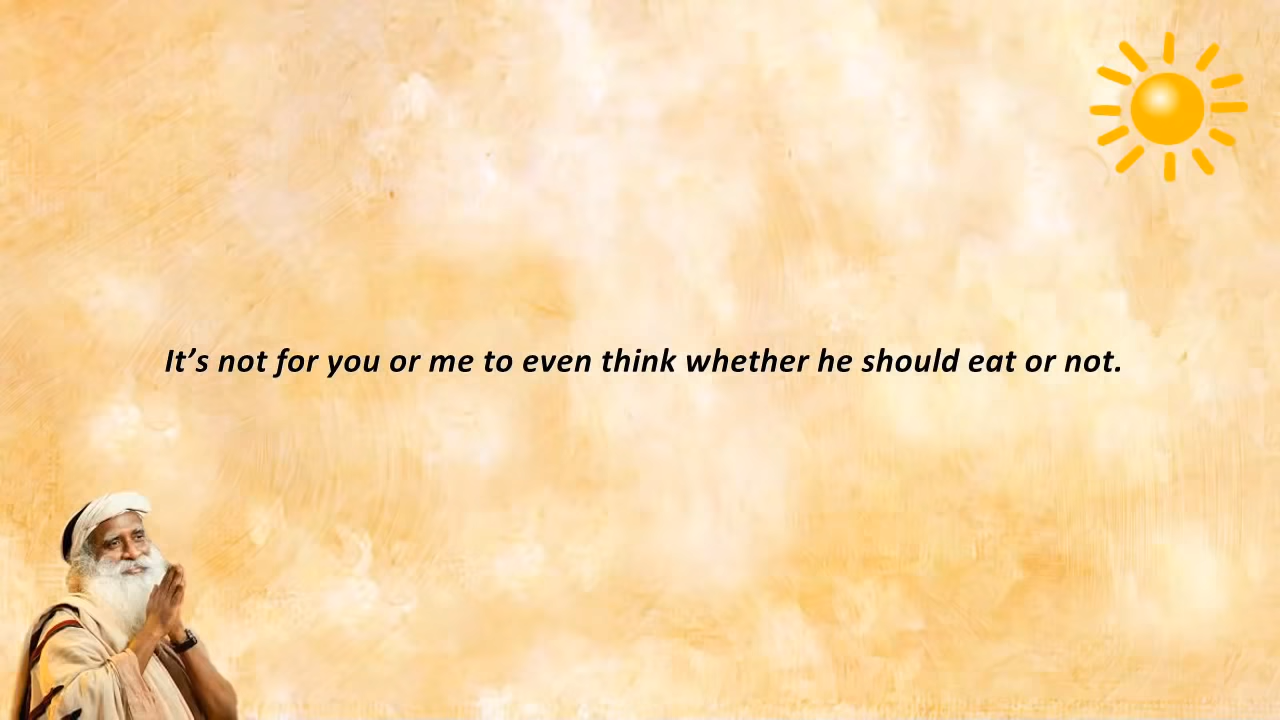 It’s not for you or me to even think whether he should eat or not.